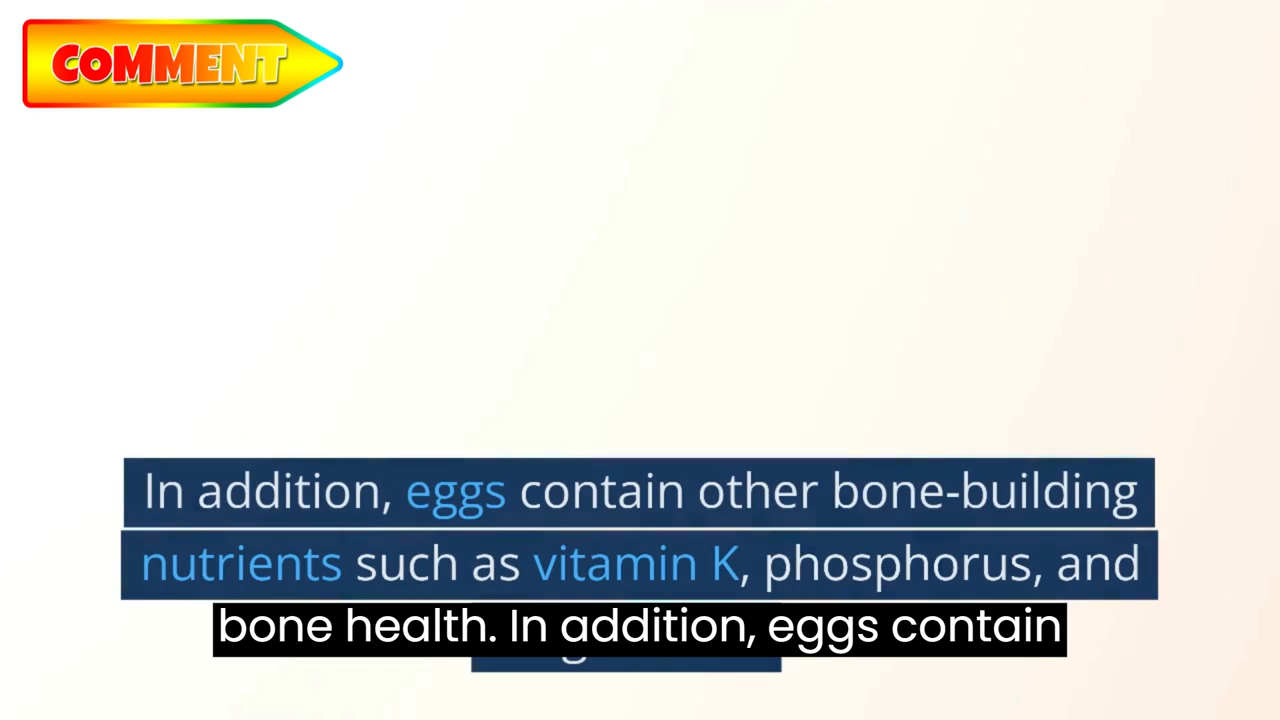 COMMENT
In addition, eggs contain other bone-building
nutrients such as vitamin K, phosphorus, and
bone health. In addition, eggs contain